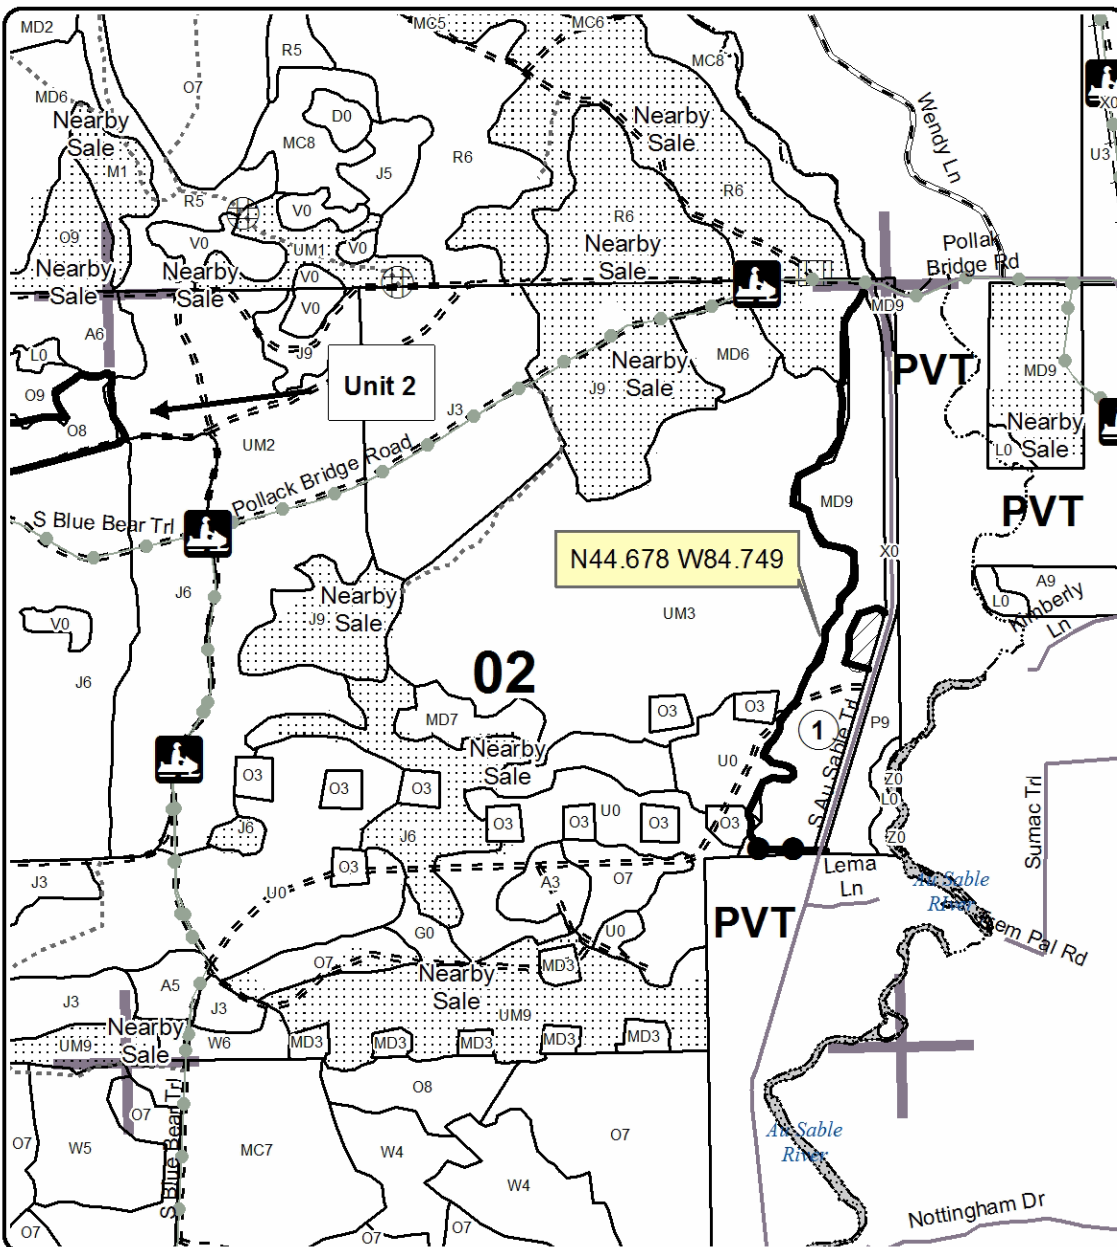 MD2
MC5
MC6
R5
MC8
O7
X0
MD6
Nearby
Sale
D0
Nearby
Sale
Wendy Ln
MC8
R6
U3
M1
J5
R6
R5
V0
R6
O9
V0
UM1
V0
Nearby
Sale
Pollak
Bridge Rd
Nearby
Sale
Nearby
Sale
V0
V0
MD9
A6
L0
J9
Unit 2
MD6
PVT
MD9
Nearby
Sale
J9
O9
O8
J3
UM2
Nearby
Sale
L0
Pollack Bridge Road
S Blue Bear Trl
MD9
PVT
N44.678 W84.749
X0
J6
A9
L0
Kimberly
Ln
Nearby
Sale
J9
V0
UM3
J6
02
MD7
O3
O3
1
P9
S Au Sable Trl
Nearby
Sale
U0
O3
O3
O3
Z0
L0
Z0
Sumac Trl
J6
J6
O3
O3
U0
O3
O3
O3
J3
U0
A3
O7
Lema
Ln
Au Sable
River
PVT
Gem Pal Rd
G0
U0
O7
MD3
Nearby
Sale
A5
J3
J3
UM9
Nearby
Sale
UM9
W6
MD3
MD3
MD3
MD3
MD3
O8
O7
O7
W5
S Blue Bear Trl
MC7
W4
O7
Au Sable
River
W4
Nottingham Dr
O7
O7
O7